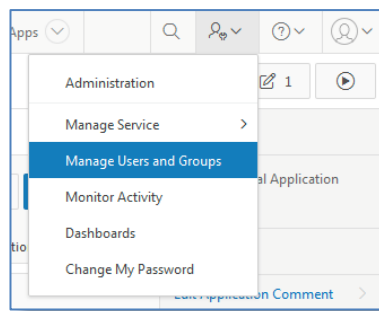 Apps
1
Administration
Manage Service
Manage Users and Groups
al Application
Monitor Activity
Dashboards
Change My Password
Edit Application Comment